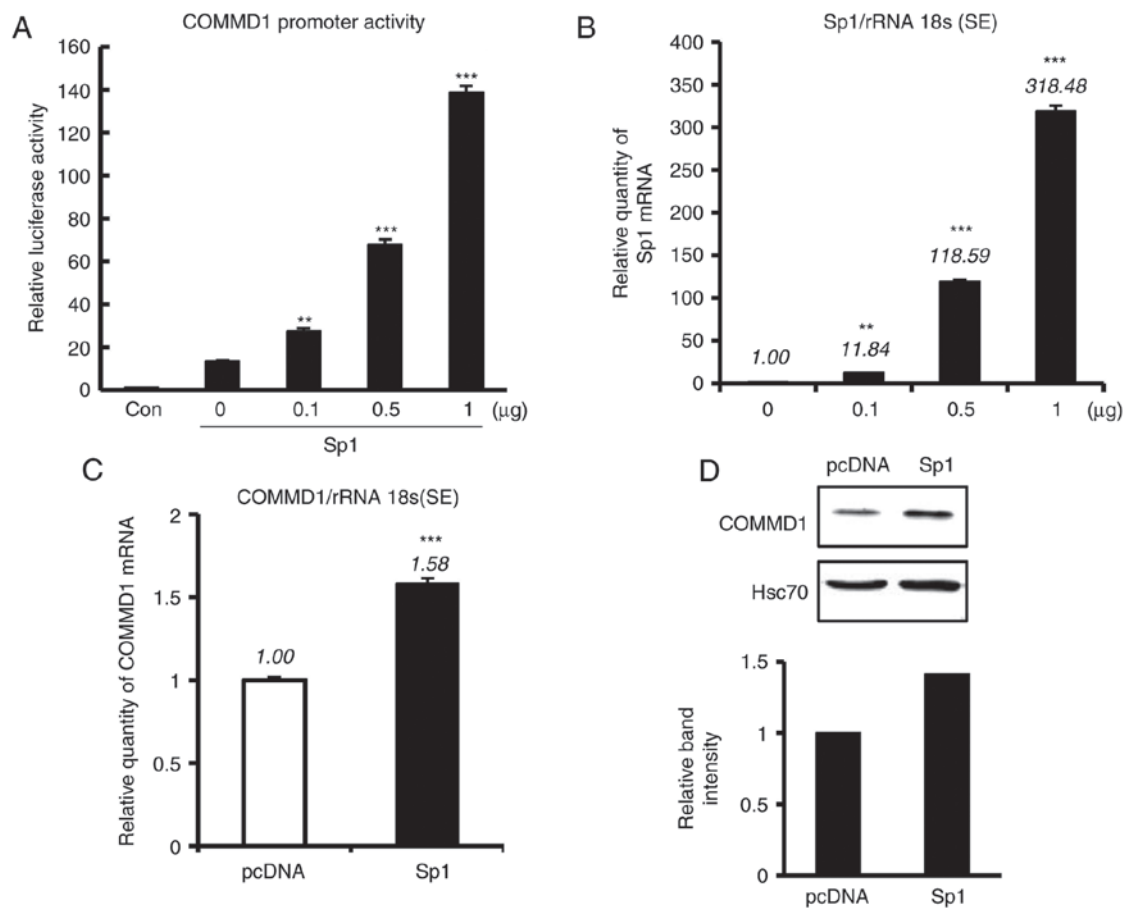 A
COMMD1 promoter activity
Relative luciferase activity
160
140
120
100
80
60
40
20
0
**
***
***
Con
0
0.1
0.5
1
(μg)
Sp1
B
Sp1/rRNA 18s (SE)
Relative quantity of
Sp1 mRNA
400
350
300
250
200
150
100
50
0
1.00
**
11.84
***
118.59
***
318.48
0
0.1
0.5
1
(μg)
C
COMMD1/rRNA 18s(SE)
Relative quantity of COMMD1 mRNA
2
1.5
1
0.5
0
1.00
***
1.58
pcDNA
Sp1
D
pcDNA
Sp1
COMMD1
Hsc70
Relative band
intensity
1.5
1
0.5
0
pcDNA
Sp1